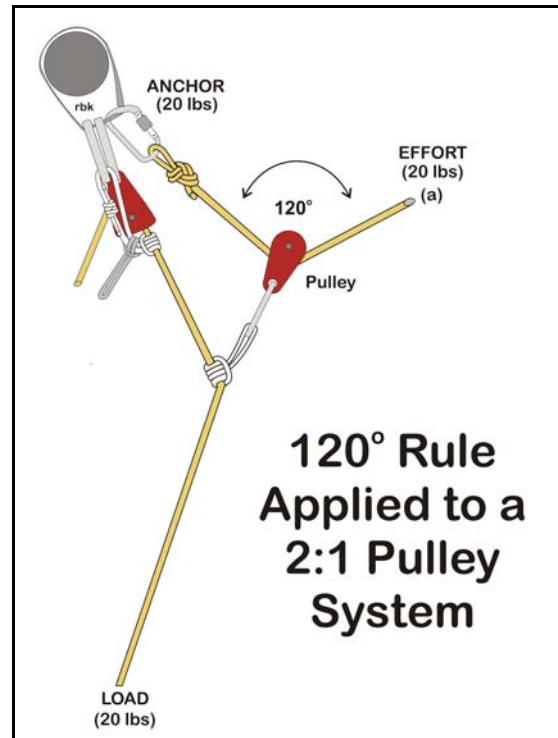 rbk
ANCHOR
(20 lbs)
EFFORT
(20 lbs)
(a)
120°
Pulley
120° Rule
Applied to a
2:1 Pulley
System
LOAD
(20 lbs)